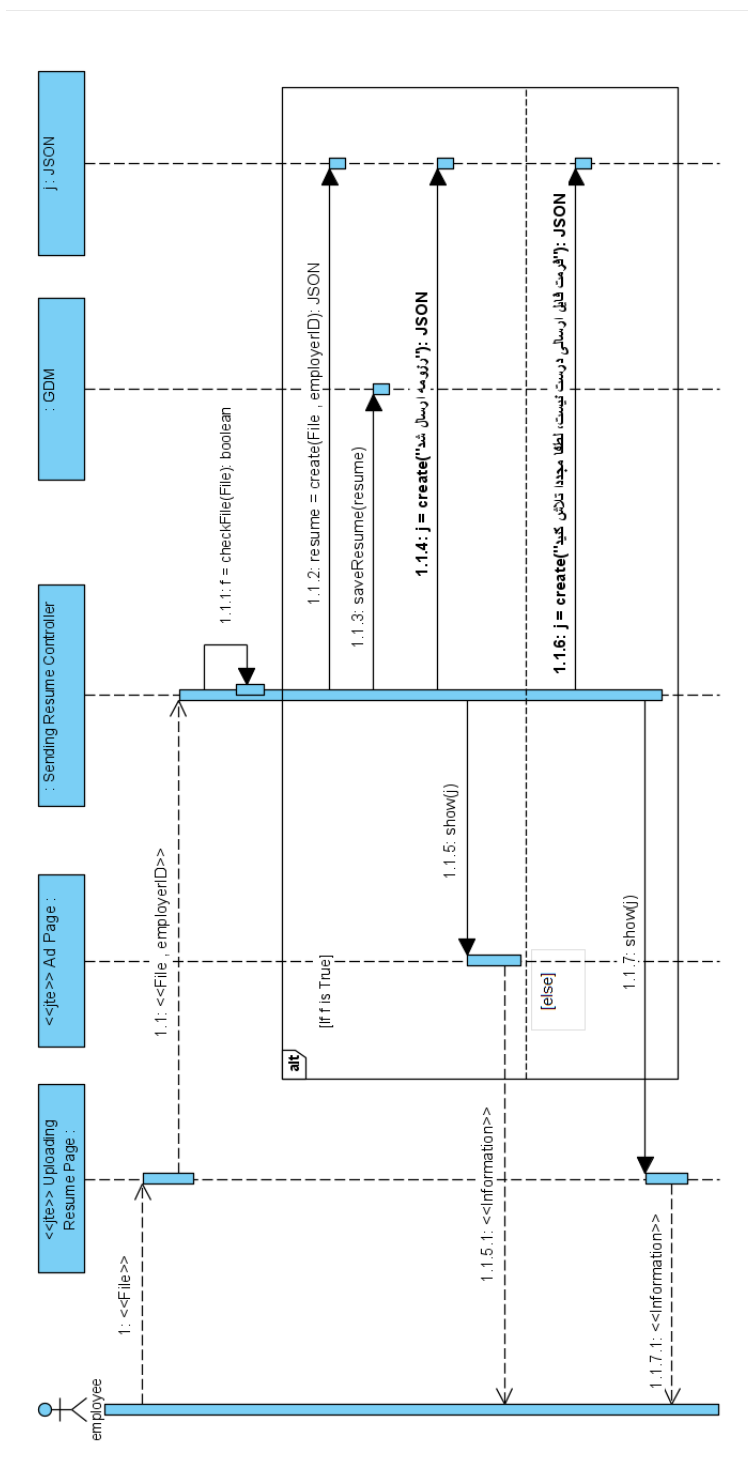 employee
<<jte>> Uploading
Resume Page :
<<jte>> Ad Page :
: Sending Resume Controller
: GDM
j : JSON
1: <<File>>
1.1: <<File , employerID>>
1.1.1: f = checkFile(File): boolean
alt
[If f is True]
1.1.2: resume = create(File , employerID): JSON
1.1.3: saveResume(resume)
1.1.4: j = create("رزومه ارسال شد"): JSON
1.1.5: show(j)
1.1.5.1: <<Information>>
[else]
1.1.6: j = create("فرمت فایل ارسالی درست نیست، لطفا مجددا تلاش کنید"): JSON
1.1.7: show(j)
1.1.7.1: <<Information>>